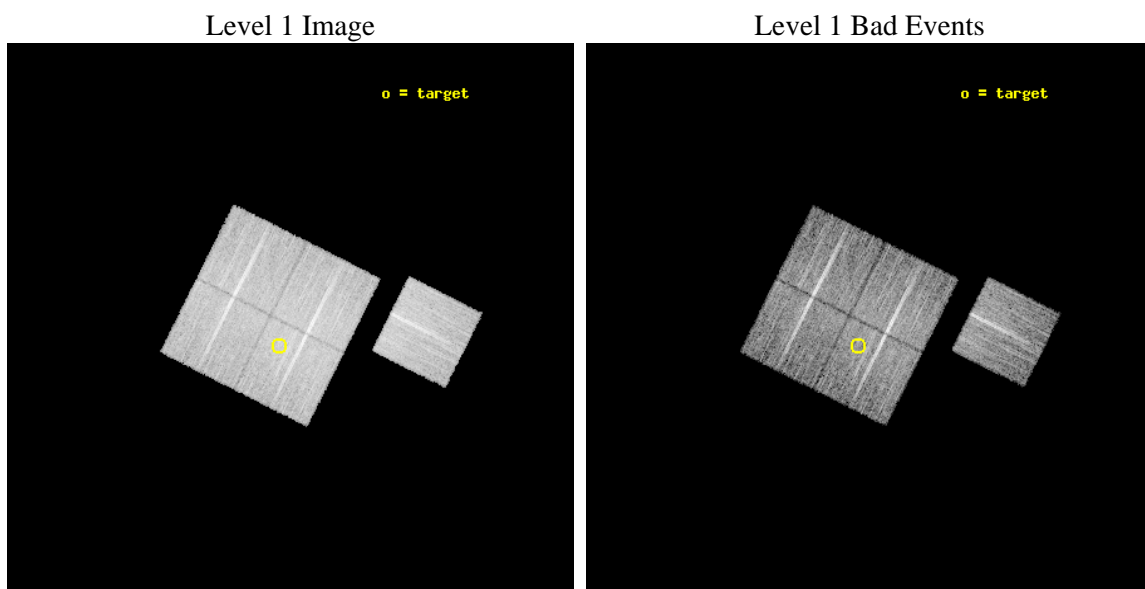 Level 1 Image
Level 1 Bad Events
o = target
o = target